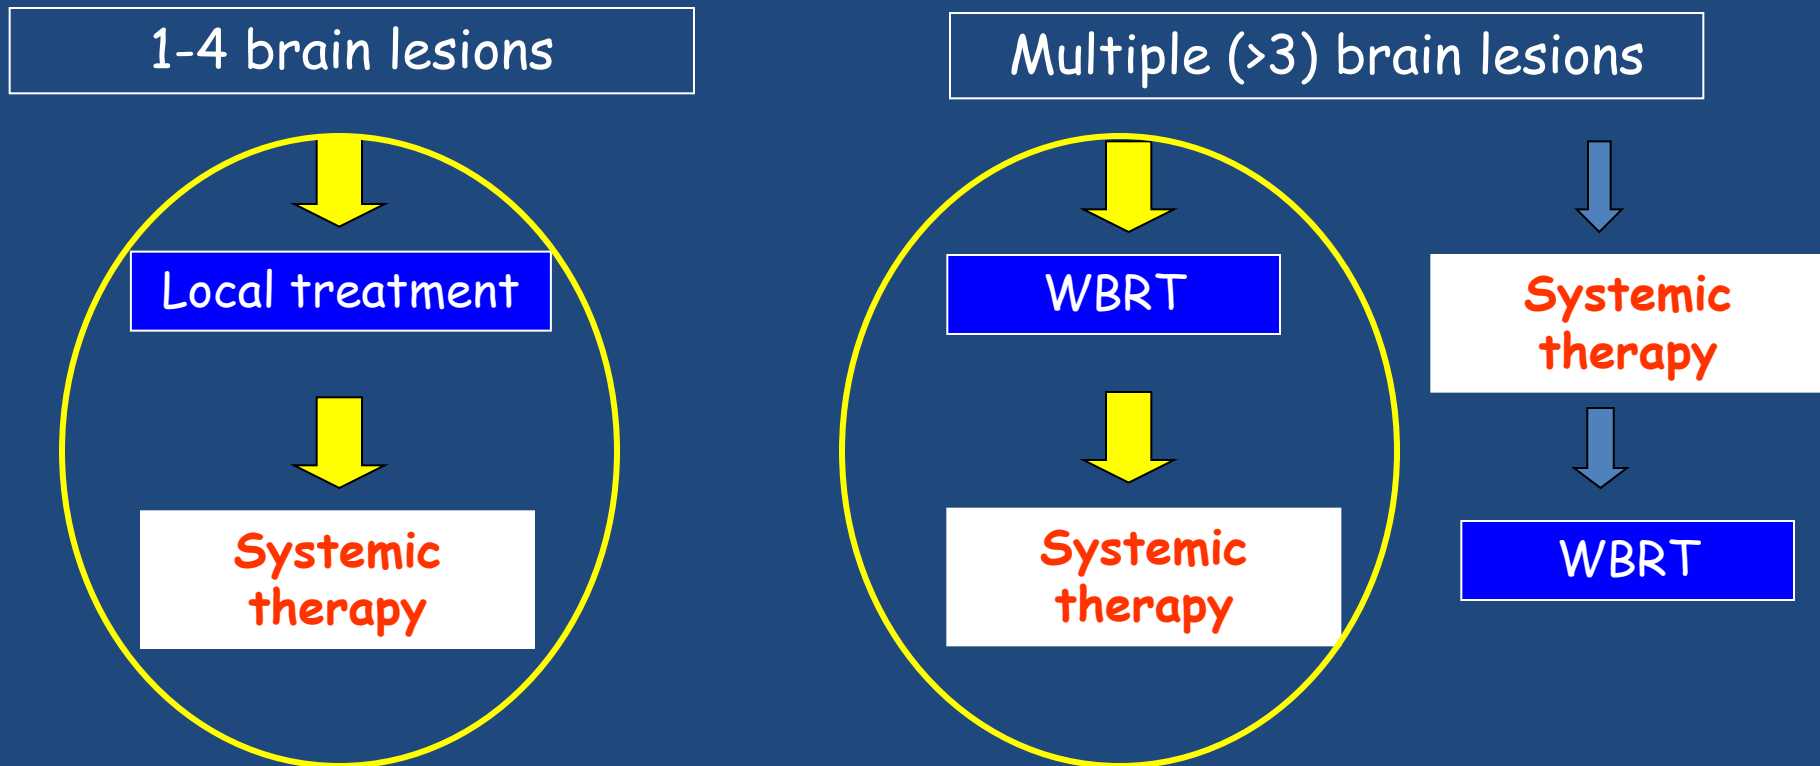 1-4 brain lesions
Multiple (>3) brain lesions
Local treatment
Systemic
therapy
WBRT
Systemic
therapy
Systemic
therapy
WBRT